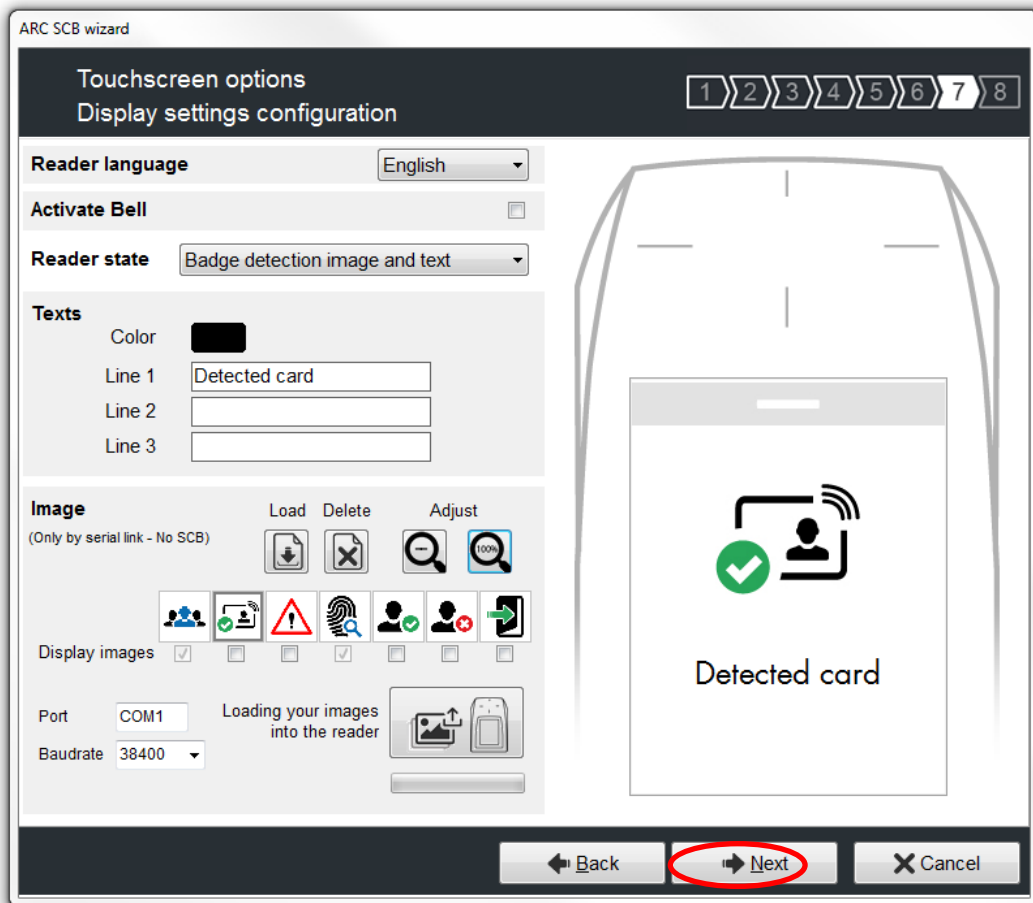 ARC SCB wizard
Touchscreen options
Display settings configuration
1 2 3 4 5 6 7 8
Reader language English
Activate Bell
Reader state Badge detection image and text
Texts
Color
Line 1 Detected card
Line 2
Line 3
Image Load Delete Adjust
(Only by serial link - No SCB)
100%
Display images
Port COM1
Loading your images
into the reader
Baudrate 38400
Detected card
Back Next Cancel